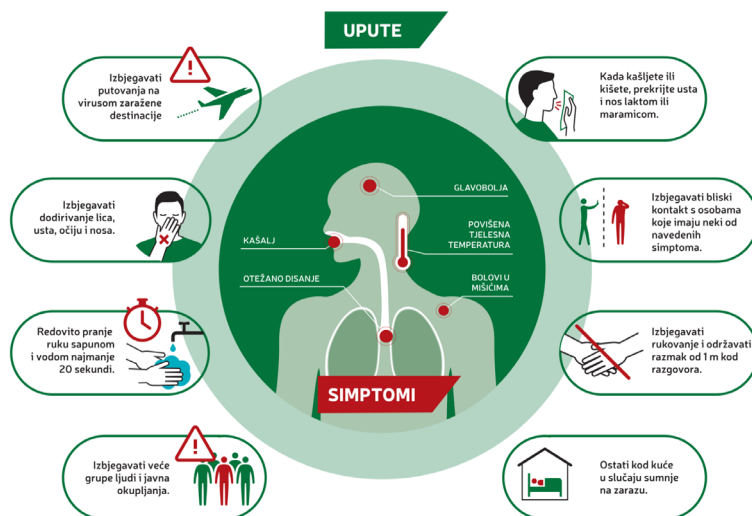 UPUTE
Izbjegavati
putovanja na
virusom zaražene
destinacije
Kada kašljete ili
kišete, prekrijte usta
i nos laktom ili
maramicom.
Izbjegavati
dodirivanje lica,
usta, očiju i nosa.
Izbjegavati bliski
kontakt s osobama
koje imaju neki od
navedenih
simptoma.
GLAVOBOLJA
KAŠALJ
POVIŠENA
TJELESNA
TEMPERATURA
OTEŽANO DISANJE
BOLOVI U
MIŠIĆIMA
Redovito pranje
ruku sapunom
i vodom najmanje
20 sekundi.
Izbjegavati
rukovanje i održavati
razmak od 1 m kod
razgovora.
SIMPTOMI
Izbjegavati veće
grupe ljudi i javna
okupljanja.
Ostati kod kuće
u slučaju sumnje
na zarazu.